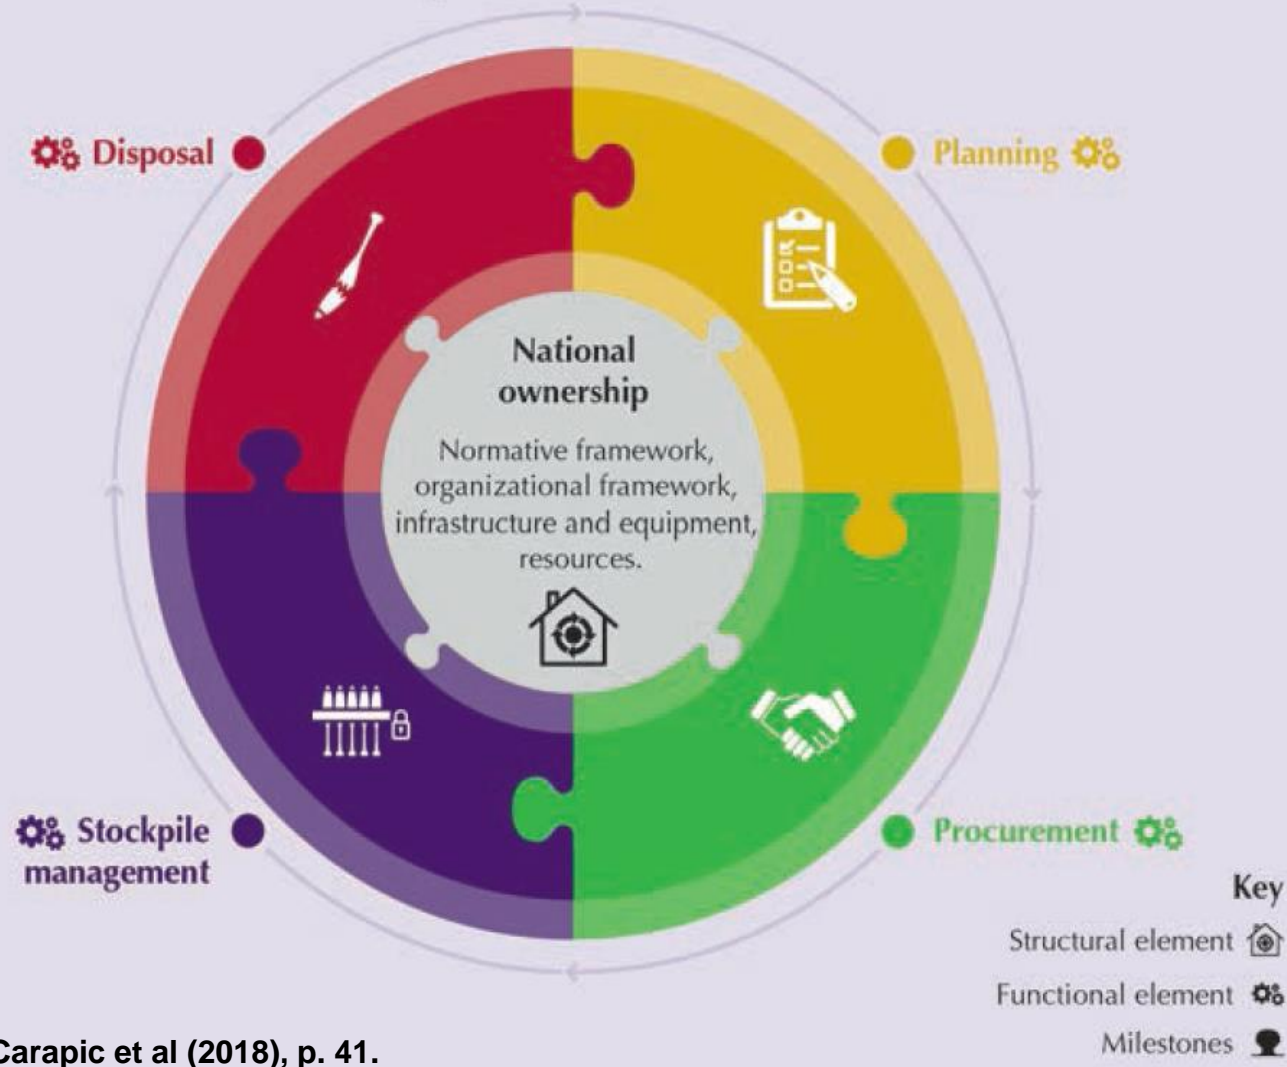 Disposal
Planning
National
ownership
Normative framework,
organizational framework,
infrastructure and equipment,
resources.
Stockpile
management
Procurement
Key
Structural element
Functional element
Milestones
Carapic et al (2018), p. 41.